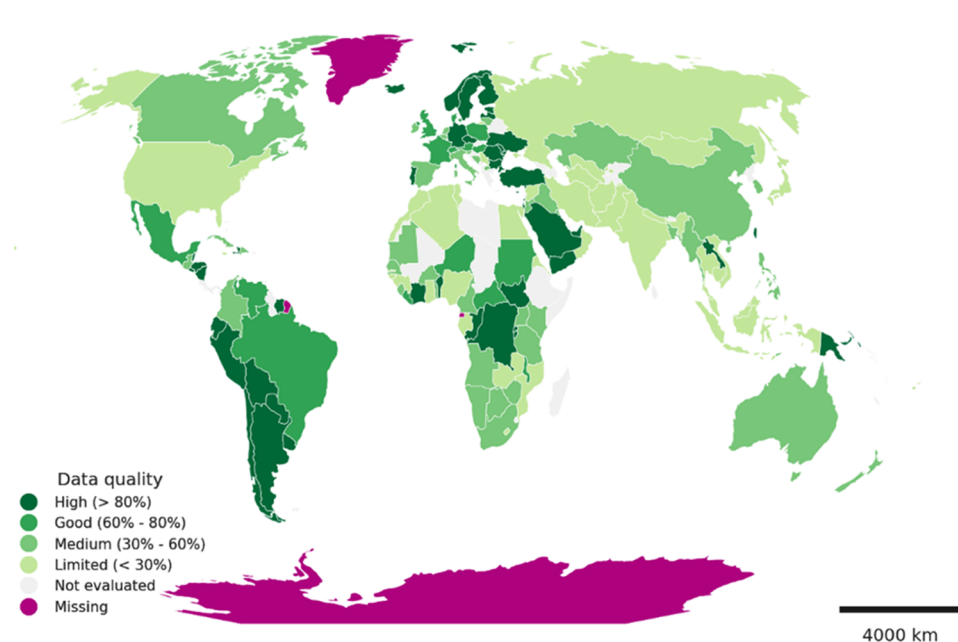 Data quality
High (> 80%)
Good (60% - 80%)
Medium (30% - 60%)
Limited (< 30%)
Not evaluated
Missing
4000 km